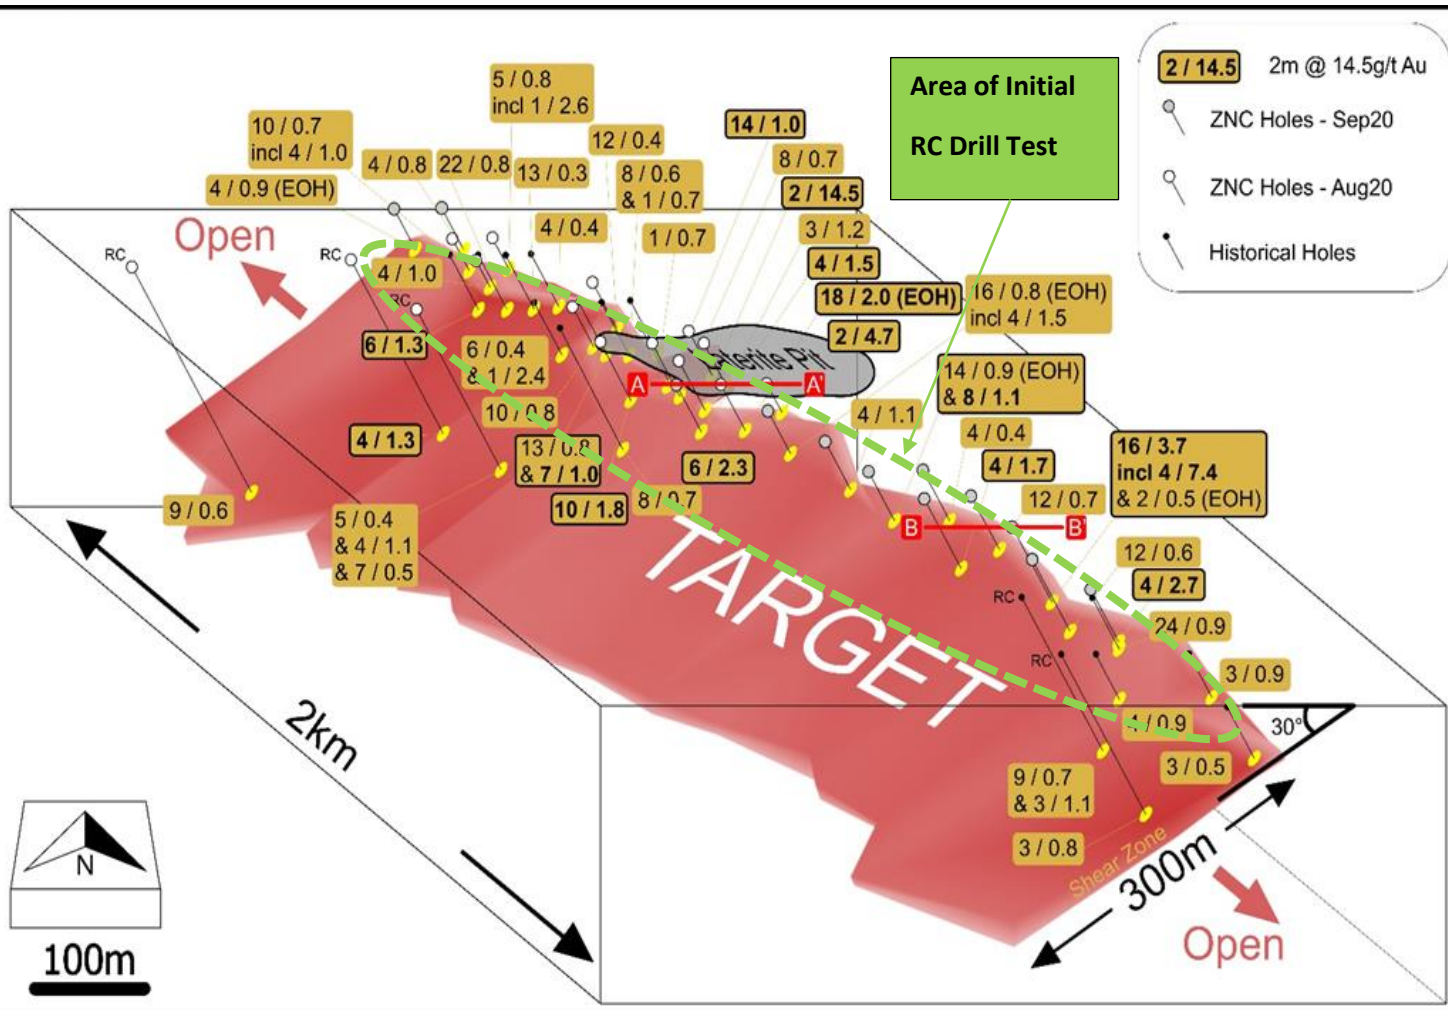 Area of Initial
RC Drill Test
2 / 14.5
2m @ 14.5g/t Au
ZNC Holes - Sep20
ZNC Holes - Aug20
Historical Holes
5 / 0.8
incl 1 / 2.6
10 / 0.7
incl 4 / 1.0
4 / 0.8
22 / 0.8
13 / 0.3
12 / 0.4
14 / 1.0
8 / 0.7
4 / 0.9 (EOH)
8 / 0.6
& 1 / 0.7
2 / 14.5
4 / 0.4
1 / 0.7
3 / 1.2
4 / 1.5
Open
RC
RC
RC
4 / 1.0
18 / 2.0 (EOH)
16 / 0.8 (EOH)
incl 4 / 1.5
2 / 4.7
6 / 1.3
6 / 0.4
& 1 / 2.4
Laterite Pit
A
A'
14 / 0.9 (EOH)
& 8 / 1.1
10 / 0.8
4 / 1.1
4 / 0.4
4 / 1.3
13 / 0.8
& 7 / 1.0
6 / 2.3
4 / 1.7
16 / 3.7
incl 4 / 7.4
& 2 / 0.5 (EOH)
9 / 0.6
10 / 1.8
8 / 0.7
12 / 0.7
B
B'
5 / 0.4
& 4 / 1.1
& 7 / 0.5
TARGET
12 / 0.6
4 / 2.7
RC
24 / 0.9
RC
3 / 0.9
2km
4 / 0.9
30°
3 / 0.5
9 / 0.7
& 3 / 1.1
3 / 0.8
Shear Zone
300m
Open
N
100m